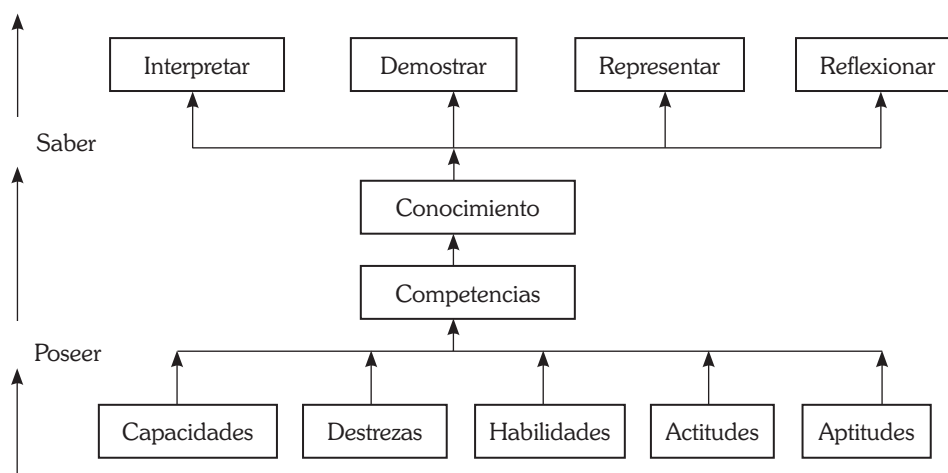 Interpretar
Demostrar
Representar
Reflexionar
Saber
Conocimiento
Competencias
Poseer
Capacidades
Destrezas
Habilidades
Actitudes
Aptitudes